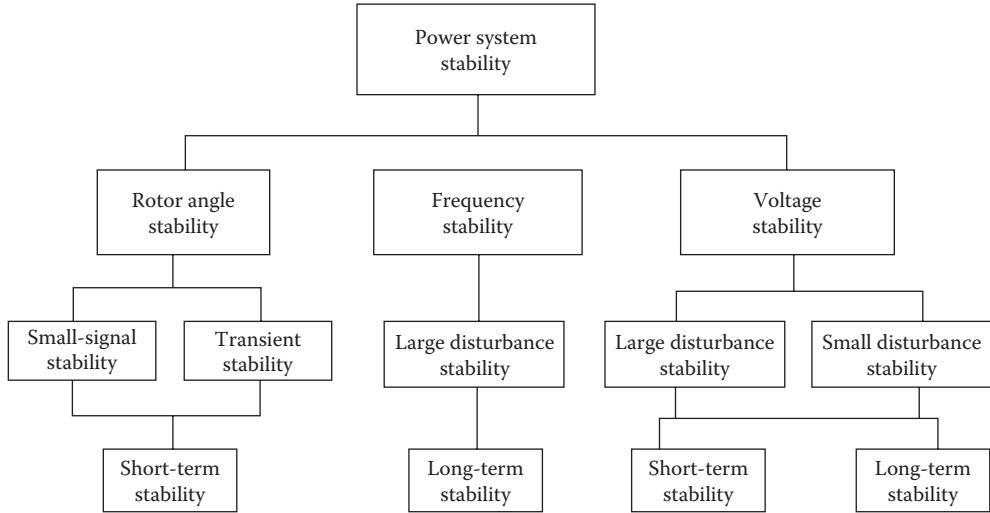 Power system
stability
Rotor angle
stability
Frequency
stability
Voltage
stability
Small-signal
stability
Transient
stability
Large disturbance
stability
Large disturbance
stability
Small disturbance
stability
Short-term
stability
Long-term
stability
Short-term
stability
Long-term
stability